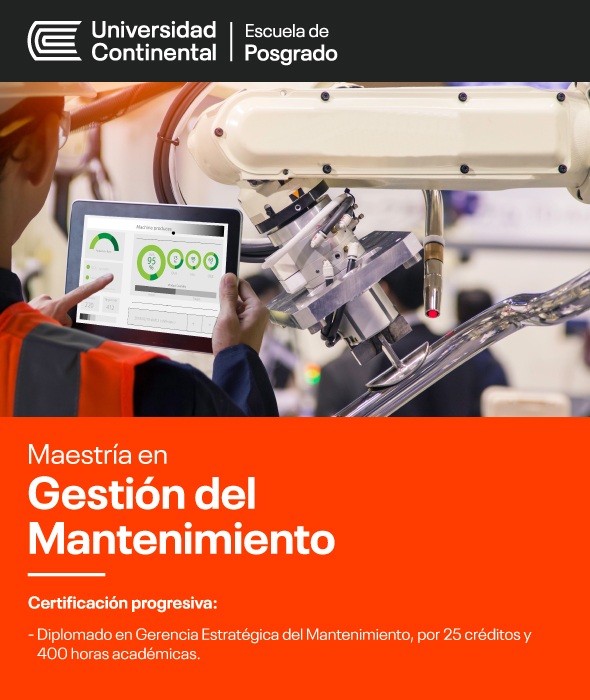 Universidad
Continental
Escuela de
Posgrado
95
%
Maestría en
Gestión del
Mantenimiento
Certificación progresiva:
- Diplomado en Gerencia Estratégica del Mantenimiento, por 25 créditos y
400 horas académicas.